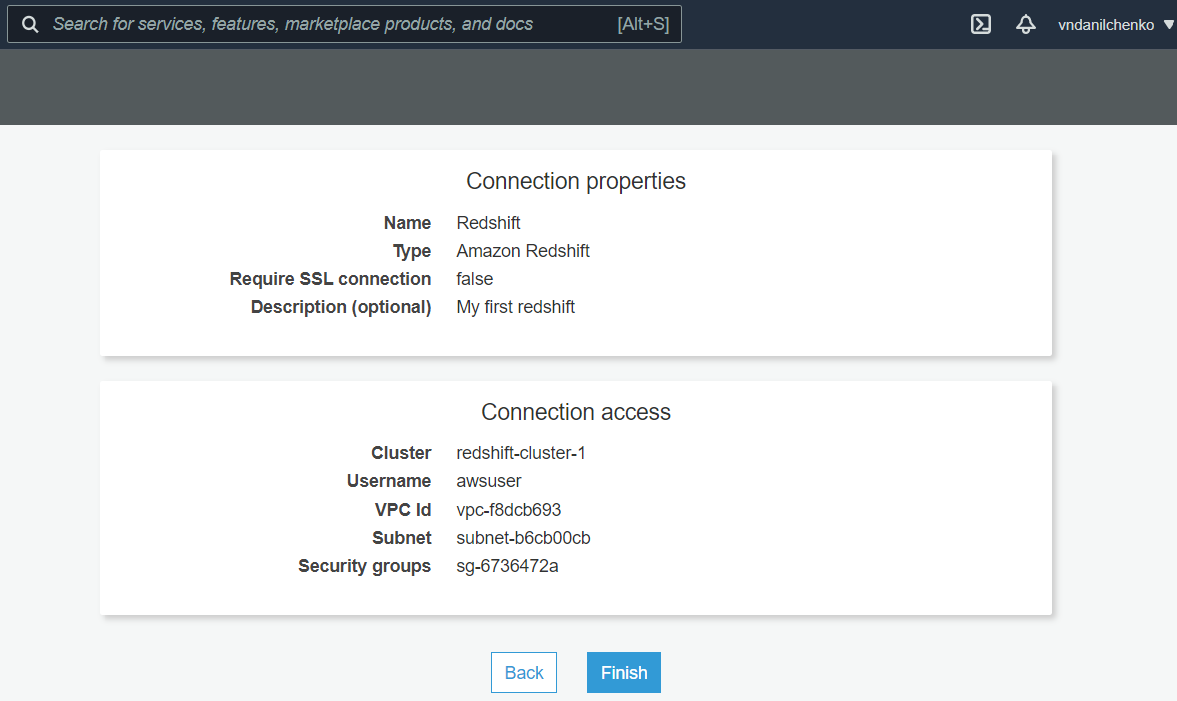 Search for services, features, marketplace products, and docs [Alt+S] vndanilchenko
Connection properties
Name Redshift
Type Amazon Redshift
Require SSL connection false
Description (optional) My first redshift
Connection access
Cluster redshift-cluster-1
Username awsuser
VPC Id vpc-f8dcb693
Subnet subnet-b6cb00cb
Security groups sg-6736472a
Back Finish